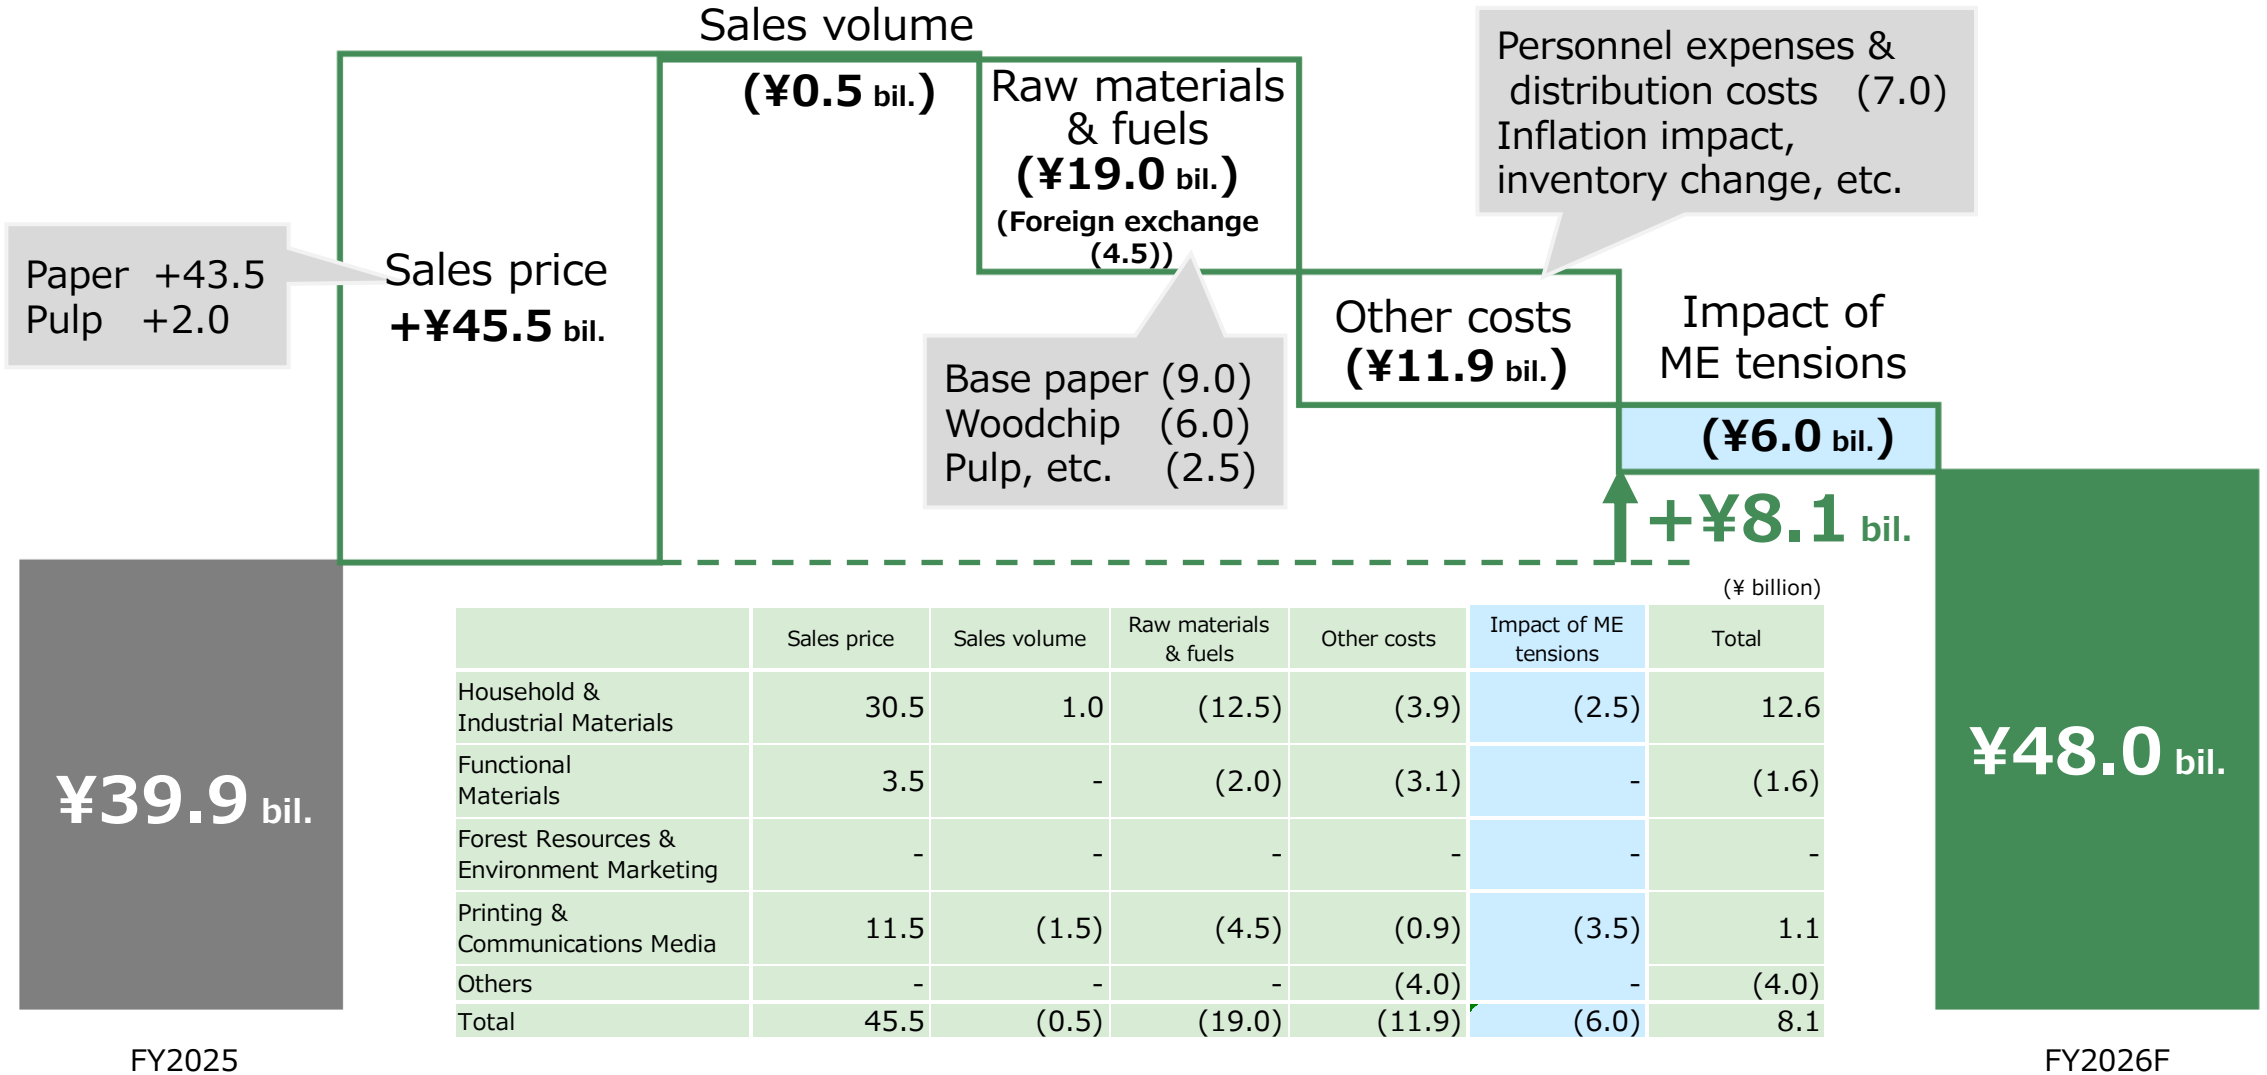 Sales volume
(¥0.5 bil.)
Raw materials
& fuels
(¥19.0 bil.)
(Foreign exchange
(4.5))
Personnel expenses &
distribution costs (7.0)
Inflation impact,
inventory change, etc.
Paper +43.5
Pulp +2.0
Sales price
+¥45.5 bil.
Base paper (9.0)
Woodchip (6.0)
Pulp, etc. (2.5)
Other costs
(¥11.9 bil.)
Impact of
ME tensions
(¥6.0 bil.)
+¥8.1 bil.
¥39.9 bil.
¥48.0 bil.
(¥ billion)
Sales price Sales volume Raw materials & fuels Other costs Impact of ME tensions Total
Household &
Industrial Materials 30.5 1.0 (12.5) (3.9) (2.5) 12.6
Functional
Materials 3.5 - (2.0) (3.1) - (1.6)
Forest Resources &
Environment Marketing - - - - - -
Printing &
Communications Media 11.5 (1.5) (4.5) (0.9) (3.5) 1.1
Others - - - (4.0) - (4.0)
Total 45.5 (0.5) (19.0) (11.9) (6.0) 8.1
FY2025
FY2026F